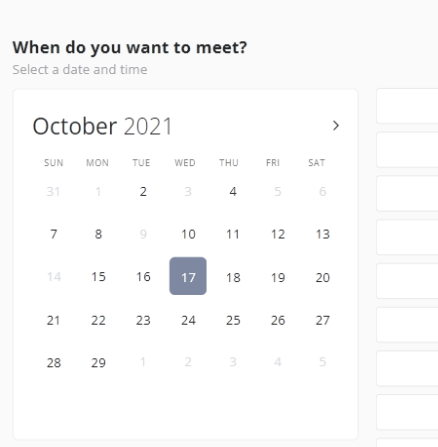 When do you want to meet?
Select a date and time
October 2021 >
SUN MON TUE WED THU FRI SAT
31 1 2 3 4 5 6
7 8 9 10 11 12 13
14 15 16 17 18 19 20
21 22 23 24 25 26 27
28 29 1 2 3 4 5